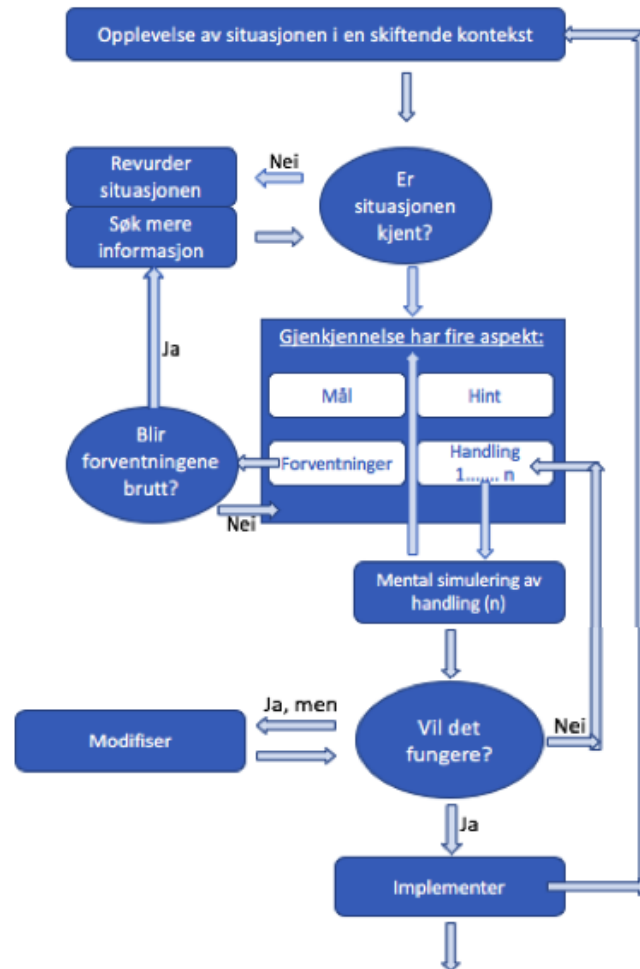 Opplevelse av situasjonen i en skiftende kontekst
Nei
Revurder
situasjonen
Søk mere
informasjon
Er
situasjonen
kjent?
Ja
Gjenkjennelse har fire aspekt:
Mål
Hint
Blir
forventningene
brutt?
Forventninger
Handling
1....... n
Nei
Mental simulering av
handling (n)
Ja, men
Modifiser
Vil det
fungere?
Nei
Ja
Implementer